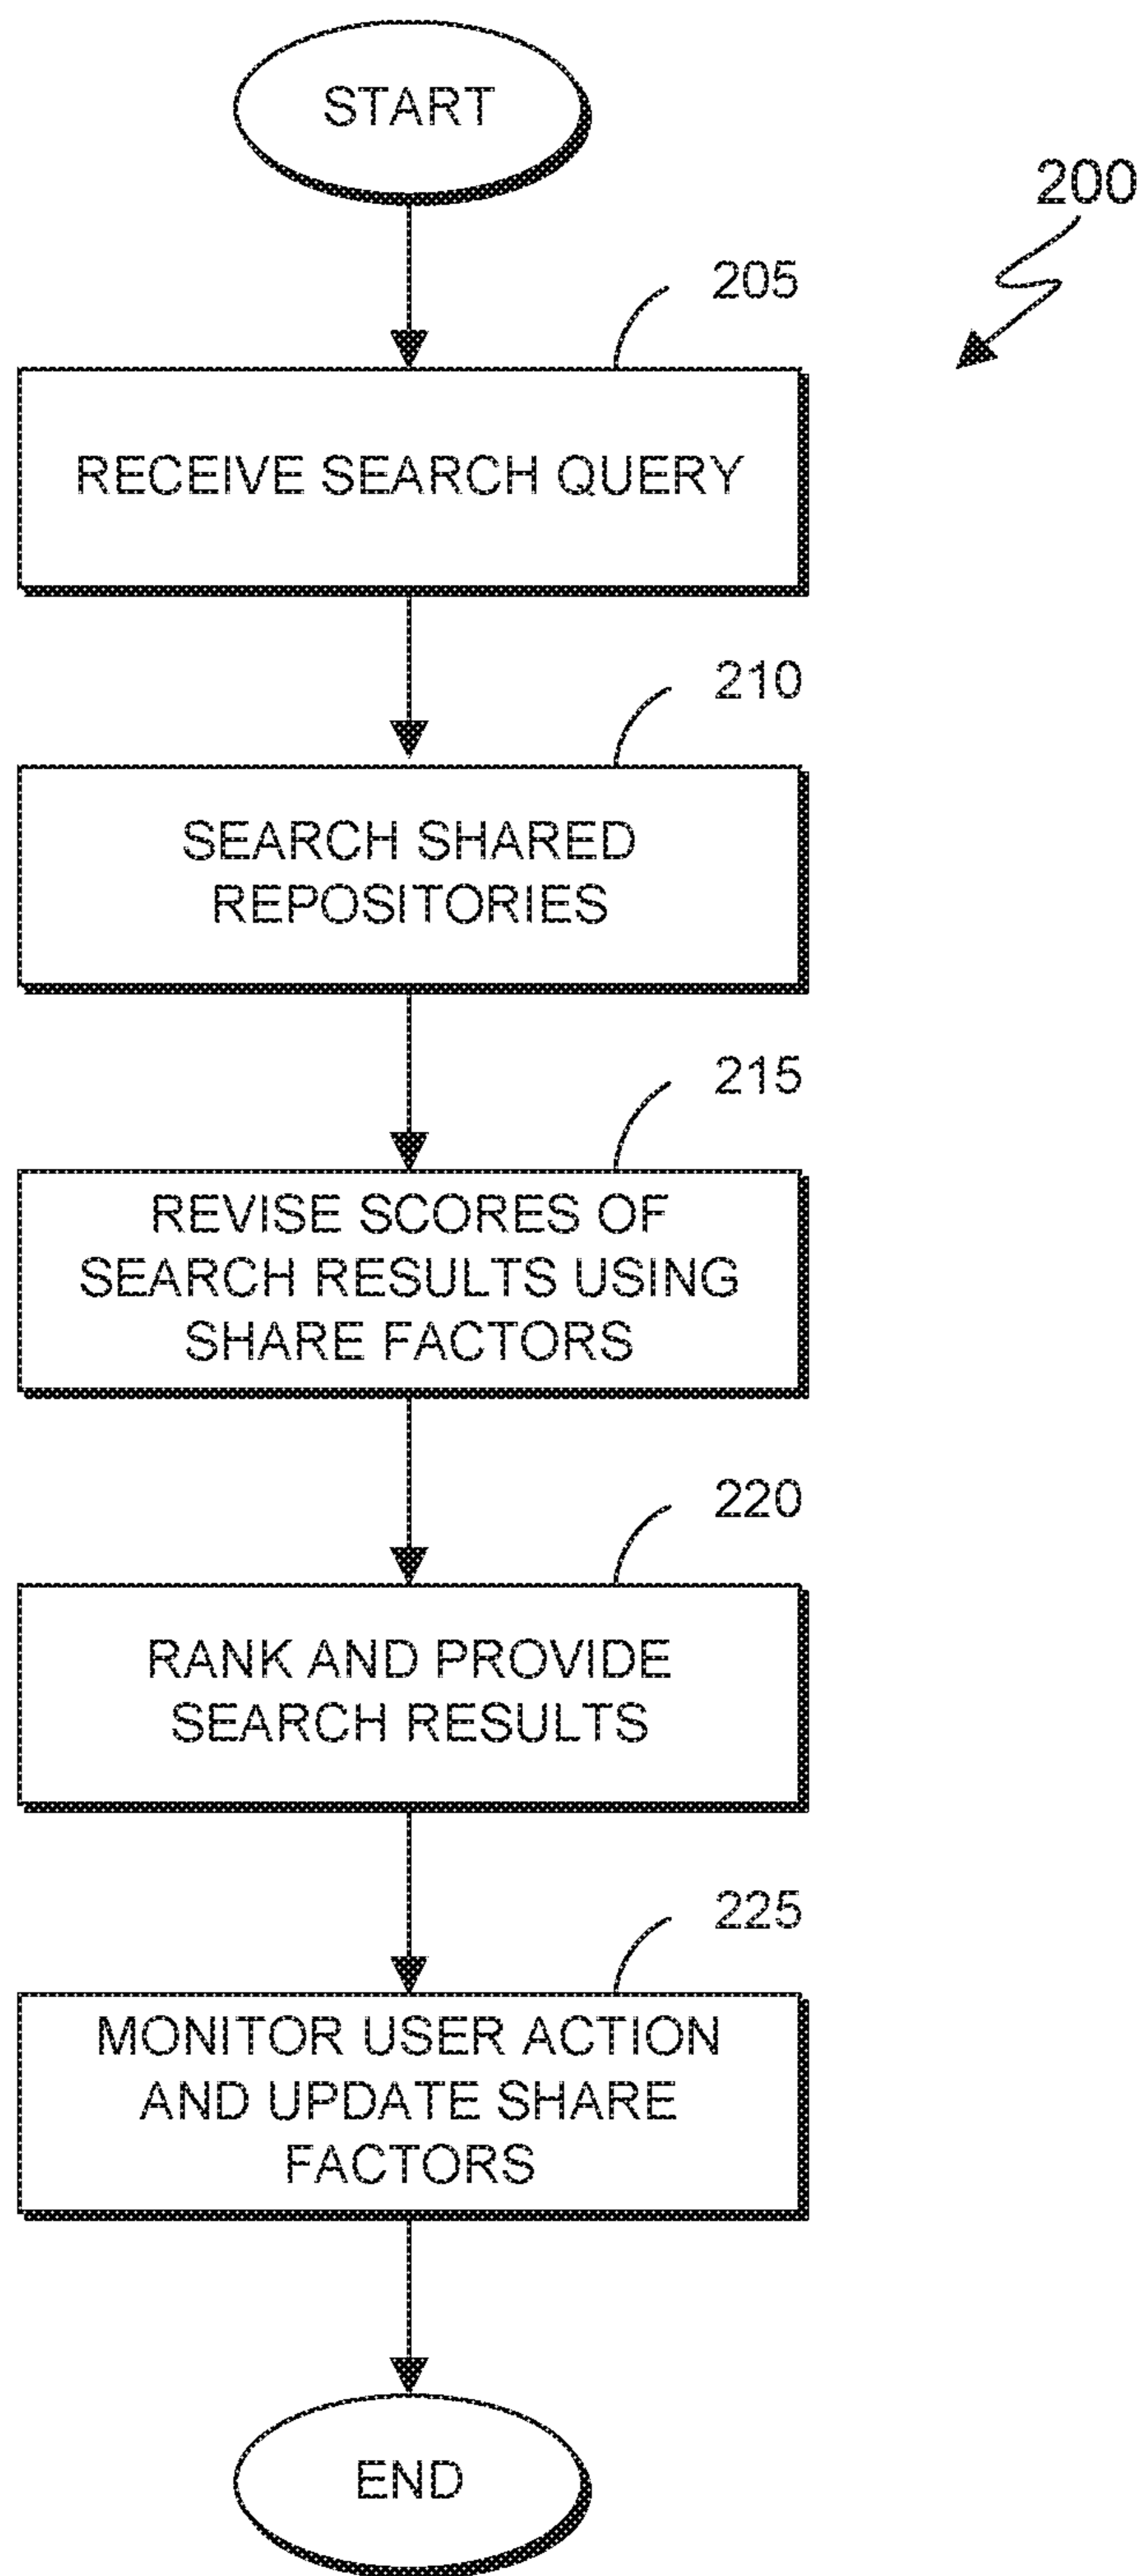 START
200
205
RECEIVE SEARCH QUERY
210
SEARCH SHARED
REPOSITORIES
215
REVISE SCORES OF
SEARCH RESULTS USING
SHARE FACTORS
220
RANK AND PROVIDE
SEARCH RESULTS
225
MONITOR USER ACTION
AND UPDATE SHARE
FACTORS
END